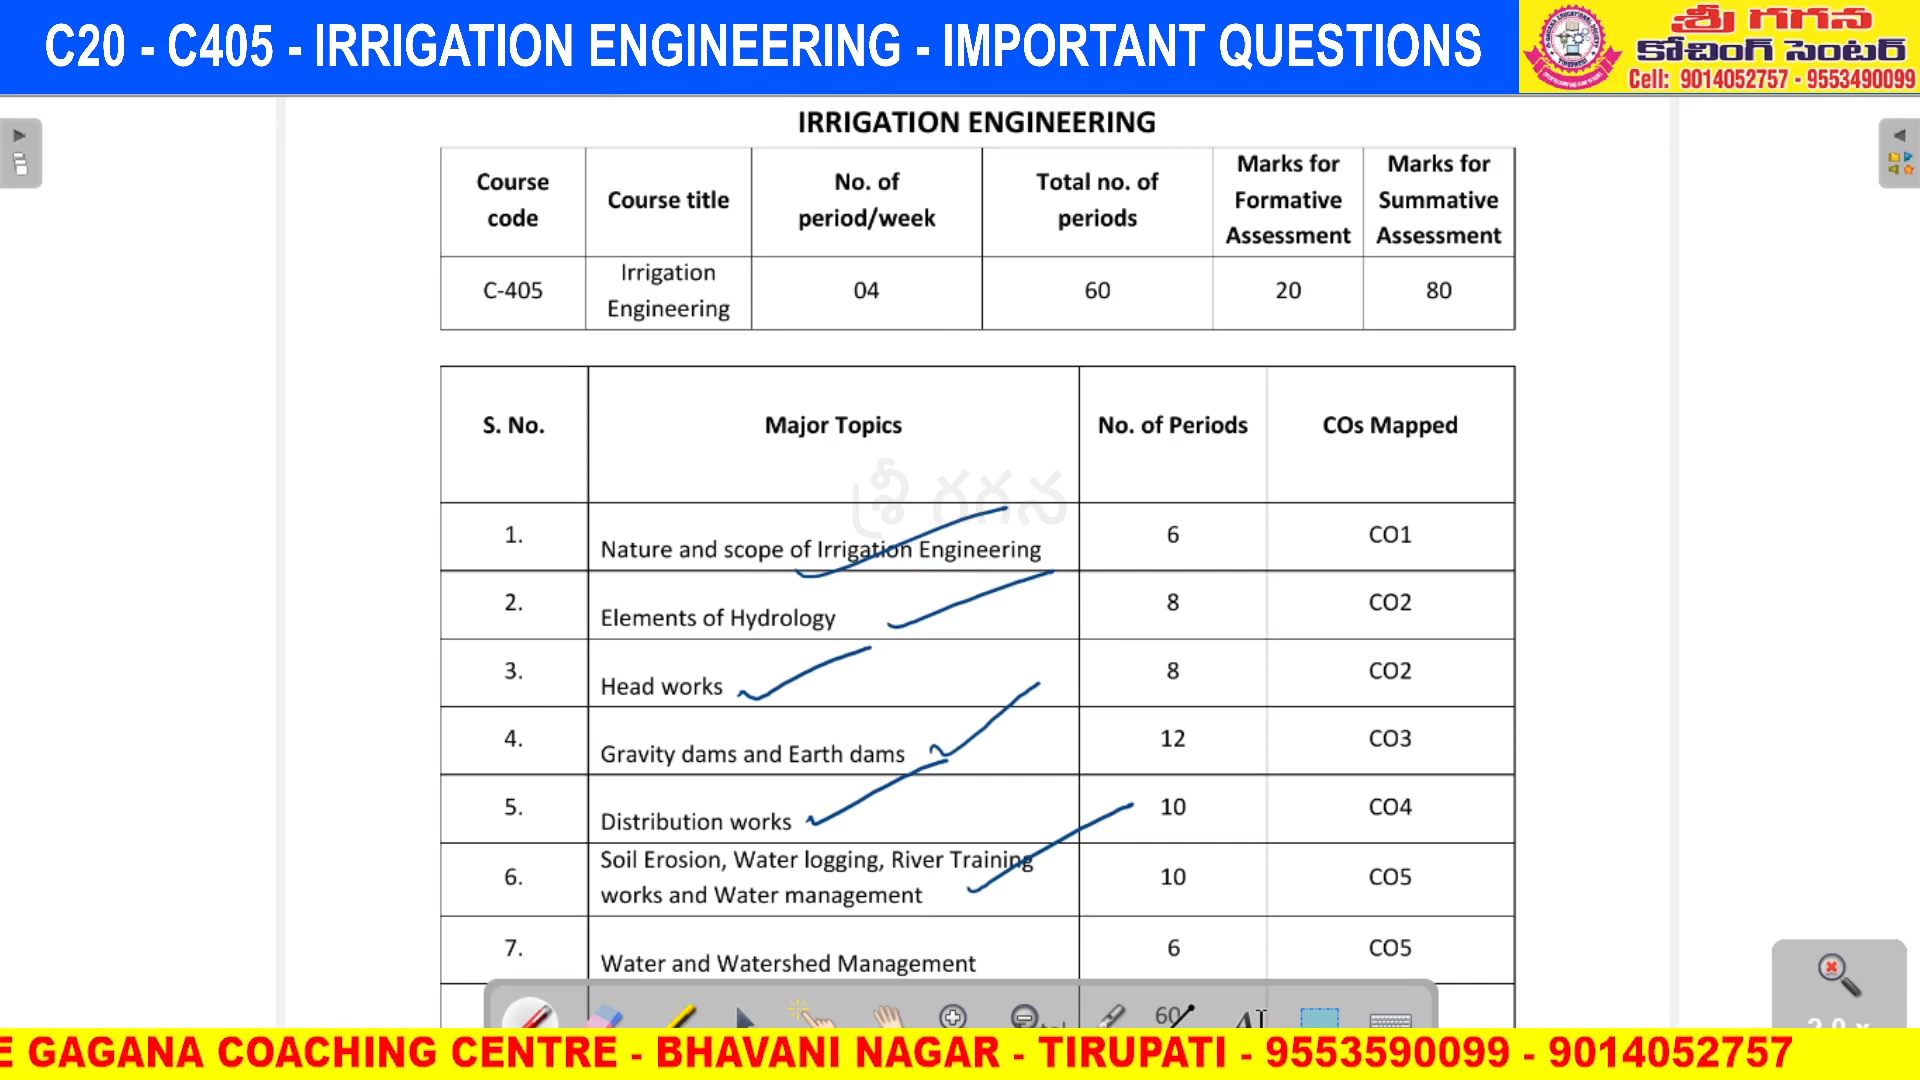 C20 - C405 - IRRIGATION ENGINEERING - IMPORTANT QUESTIONS
శ్రీ గగన
కోచింగ్ సెంటర్
Cell: 9014052757 - 9553490099
IRRIGATION ENGINEERING
Course code
Course title
No. of period/week
Total no. of periods
Marks for Formative Assessment
Marks for Summative Assessment
C-405
Irrigation Engineering
04
60
20
80
S. No.
Major Topics
No. of Periods
COs Mapped
శ్రీ గగన
1.
Nature and scope of Irrigation Engineering
6
CO1
2.
Elements of Hydrology
8
CO2
3.
Head works
8
CO2
4.
Gravity dams and Earth dams
12
CO3
5.
Distribution works
10
CO4
6.
Soil Erosion, Water logging, River Training
works and Water management
10
CO5
7.
Water and Watershed Management
6
CO5
60
E GAGANA COACHING CENTRE - BHAVANI NAGAR - TIRUPATI - 9553590099 - 9014052757